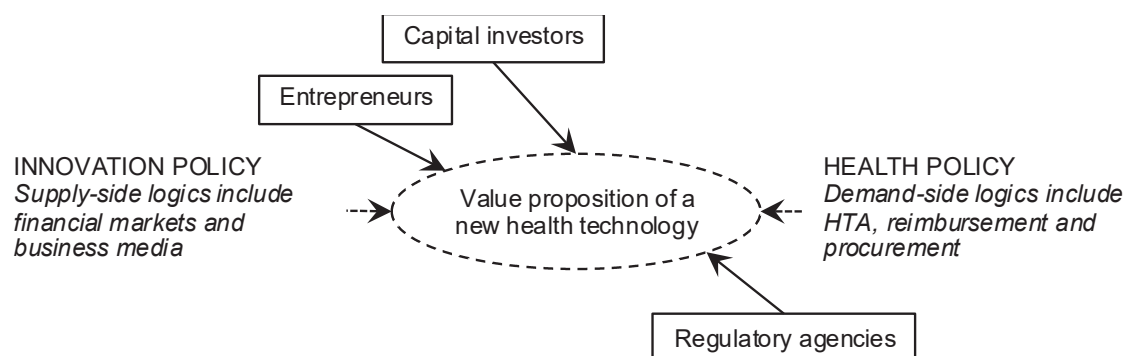 Capital investors
Entrepreneurs
INNOVATION POLICY
Supply-side logics include
financial markets and
business media
Value proposition of a
new health technology
HEALTH POLICY
Demand-side logics include
HTA, reimbursement and
procurement
Regulatory agencies